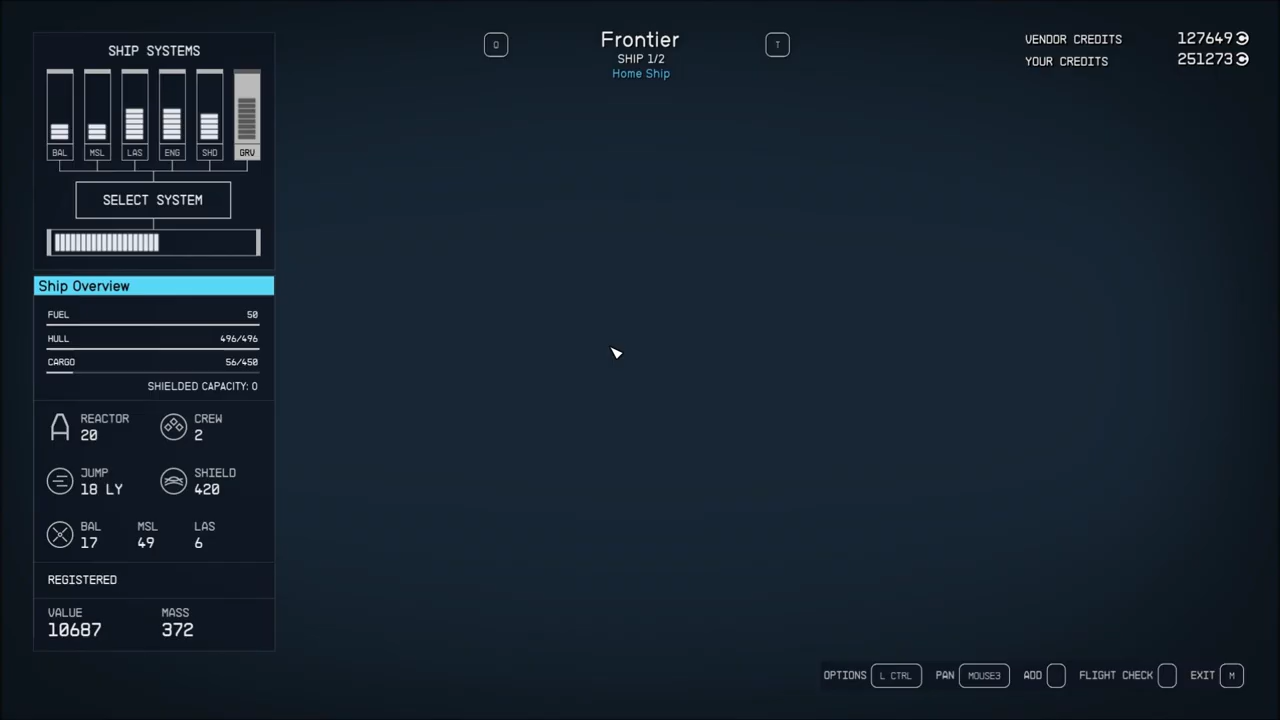 SHIP SYSTEMS
BAL MSL LAS ENG SHD GRV
SELECT SYSTEM
Ship Overview
FUEL 50
HULL 496/496
CARGO 56/450
SHIELDED CAPACITY: 0
REACTOR 20
CREW 2
JUMP 18 LY
SHIELD 420
BAL 17
MSL 49
LAS 6
REGISTERED
VALUE 10687
MASS 372
Q
Frontier
T
SHIP 1/2
Home Ship
VENDOR CREDITS 127649
YOUR CREDITS 251273
OPTIONS L CTRL PAN MOUSE3 ADD FLIGHT CHECK EXIT M